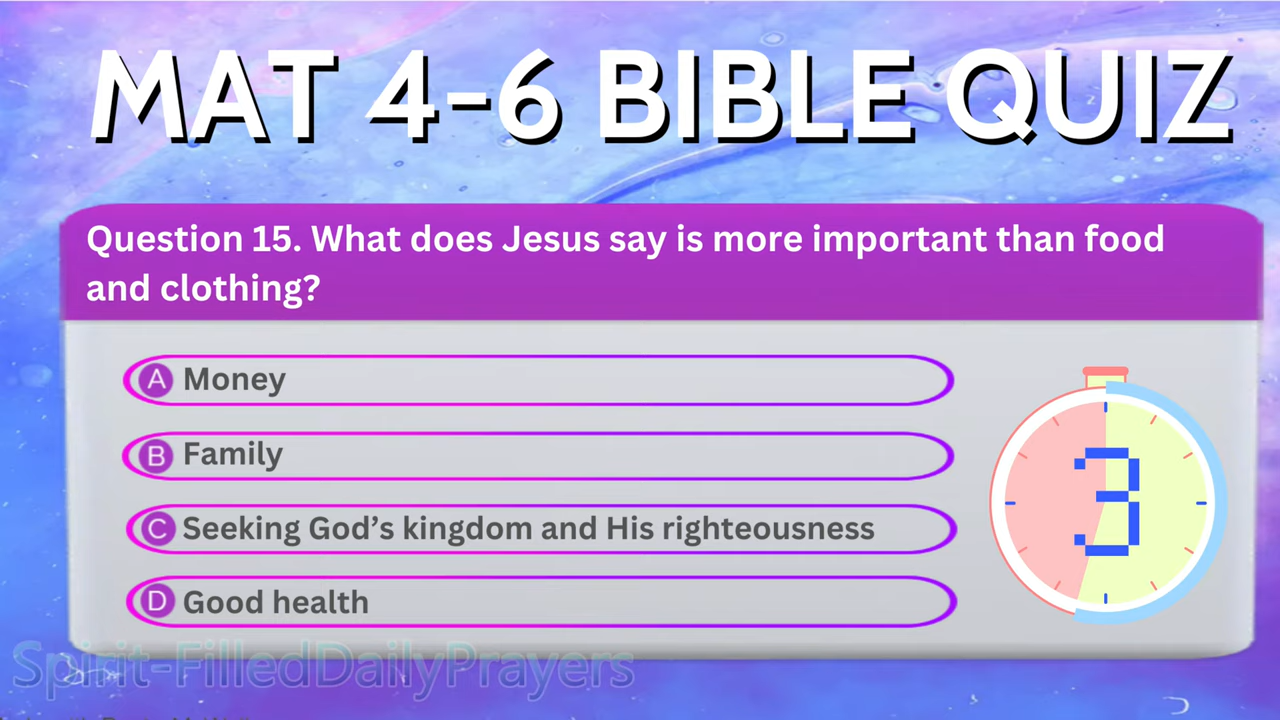 MAT 4-6 BIBLE QUIZ
Question 15. What does Jesus say is more important than food
and clothing?
A Money
B Family
C Seeking God’s kingdom and His righteousness
D Good health
3
Spirit-FilledDailyPrayers